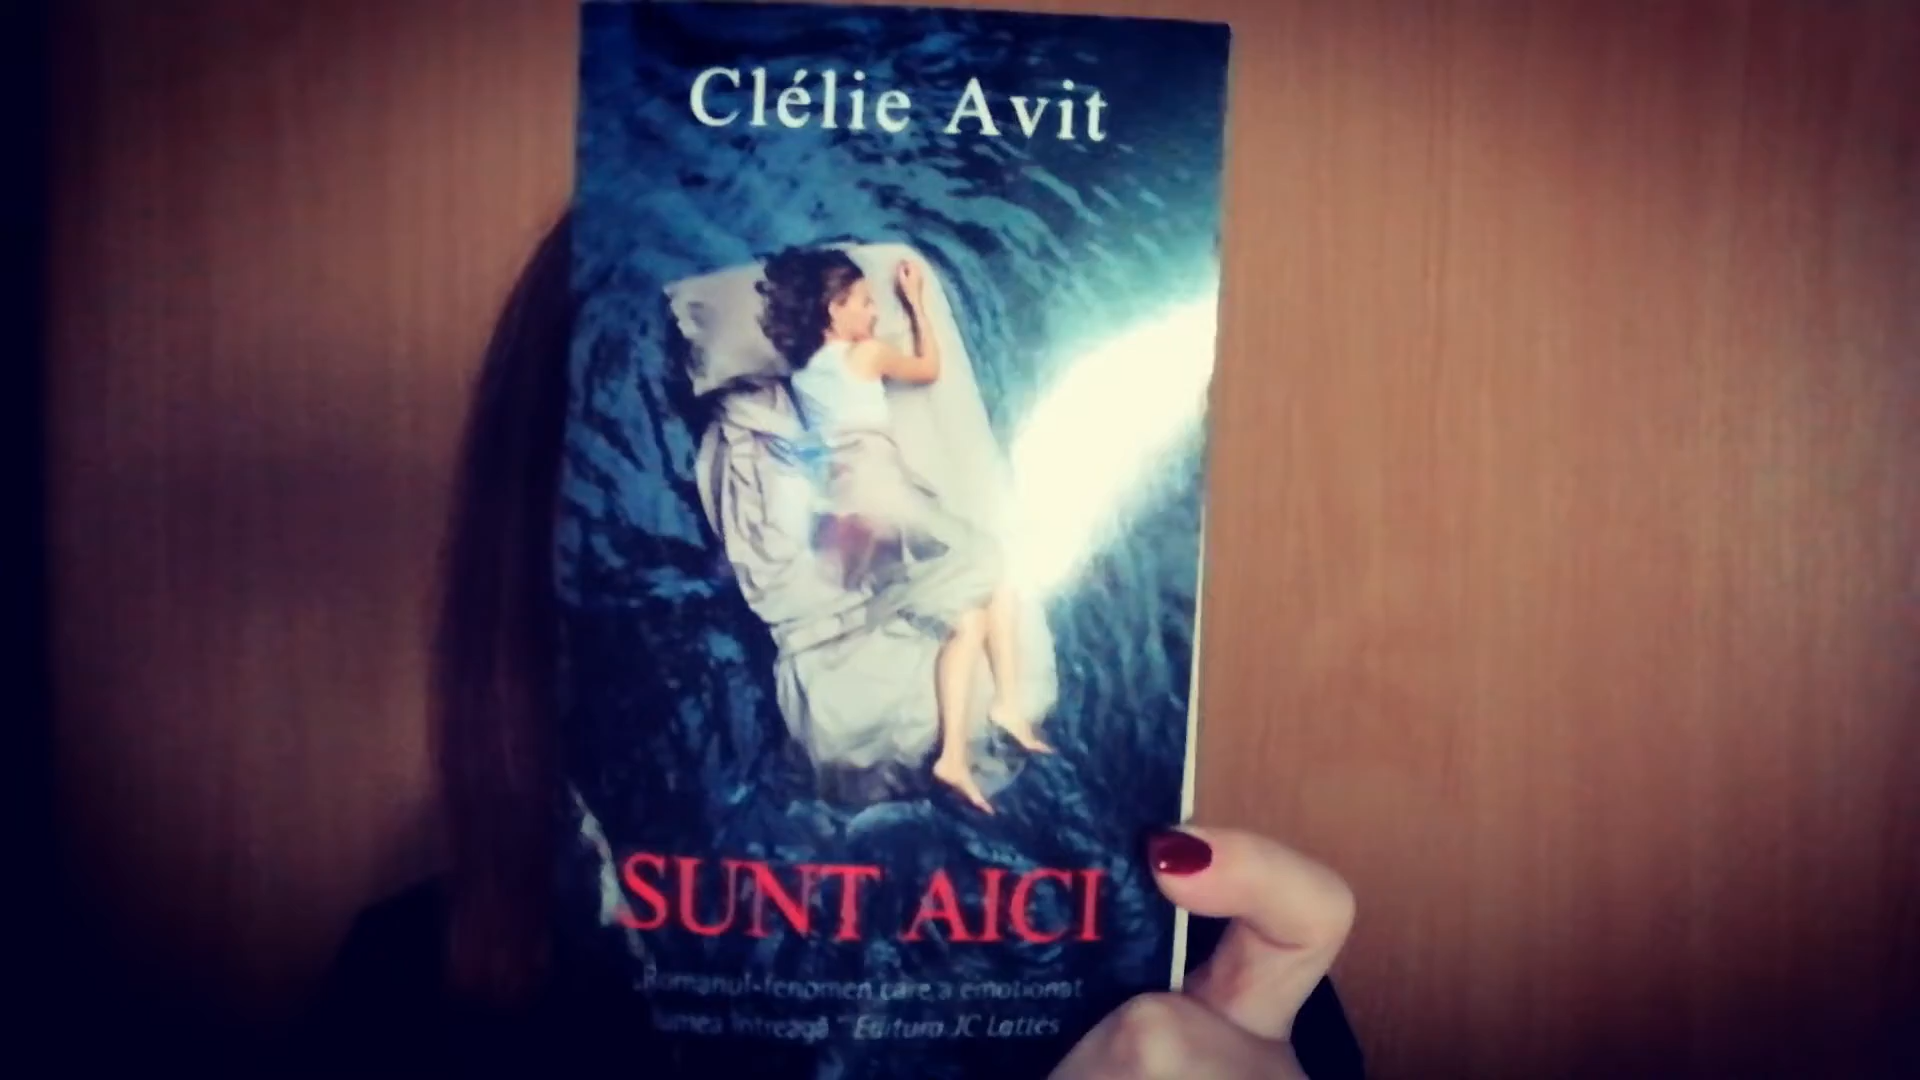 Clélie Avit
SUNT AICI
„Romanul-fenomen care a emoționat
lumea întreagă.” Editura JC Lattès